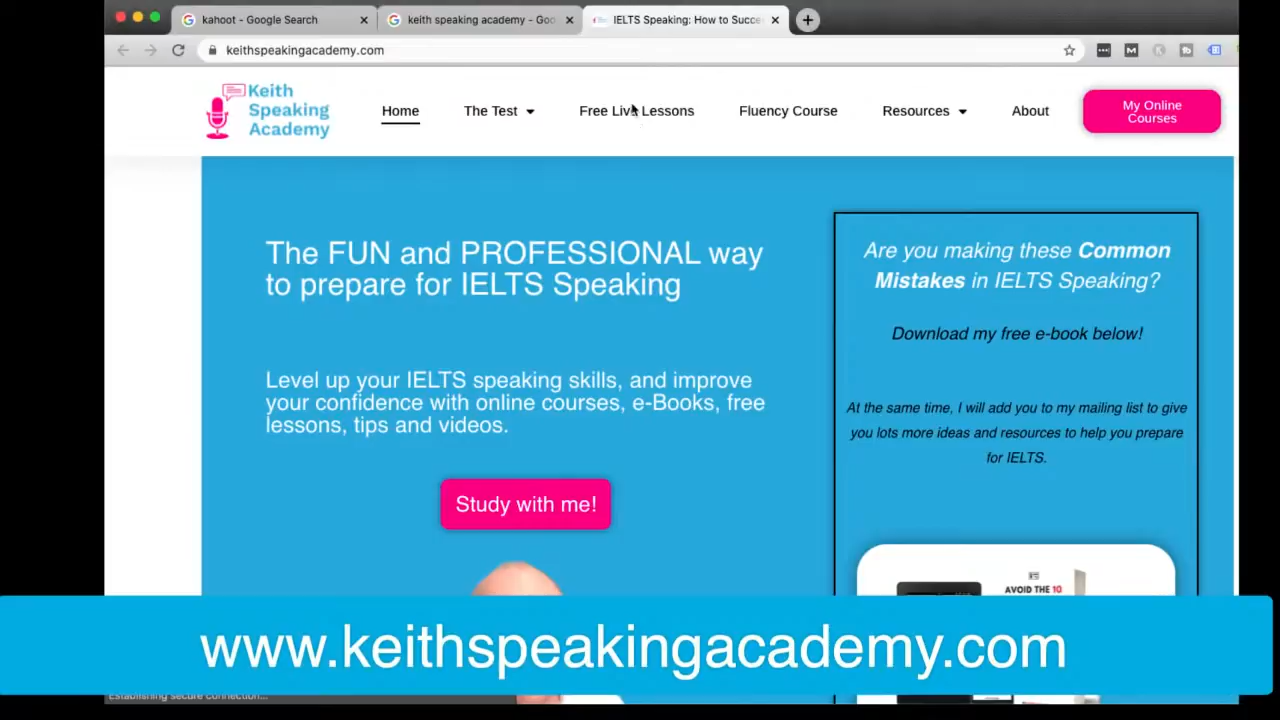 kahoot - Google Search
keith speaking academy - Goo
IELTS Speaking: How to Succe
keithspeakingacademy.com
Keith
Speaking
Academy
Home
The Test
Free Live Lessons
Fluency Course
Resources
About
My Online
Courses
The FUN and PROFESSIONAL way
to prepare for IELTS Speaking
Level up your IELTS speaking skills, and improve
your confidence with online courses, e-Books, free
lessons, tips and videos.
Study with me!
Are you making these Common
Mistakes in IELTS Speaking?
Download my free e-book below!
At the same time, I will add you to my mailing list to give
you lots more ideas and resources to help you prepare
for IELTS.
AVOID THE 10
www.keithspeakingacademy.com
Establishing secure connection...